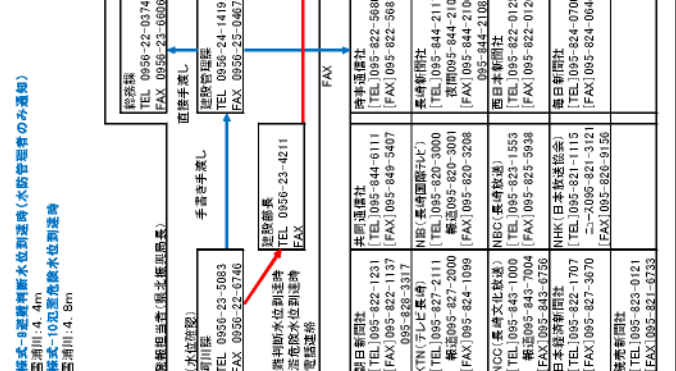 様式-8避難判断水位到達時(水防管理者のみ通知)
雪浦川:4.4m
様式-10氾濫危険水位到達時
雪浦川:4.8m
総務課
TEL 0956-22-0374
FAX 0956-23-6606
直接手渡し
建設管理課
TEL 0956-24-1419
FAX 0956-25-0467
手書き手渡し
建設部長
TEL 0956-23-4211
FAX
報担当者(県北振興局長)
(水位確認)
河川課
TEL 0956-23-5083
FAX 0956-22-6746
難判断水位到達時
濫危険水位到達時
電話連絡
FAX
時事通信社
[TEL]095-822-568
[FAX]095-822-568
長崎新聞社
[TEL]095-844-211
夜間095-844-210
[FAX]095-844-210
095-844-2108
西日本新聞社
[TEL]095-822-012
[FAX]095-822-012
毎日新聞社
[TEL]095-824-070
[FAX]095-824-064
共同通信社
[TEL]095-844-6111
[FAX]095-849-5407
NIB(長崎国際テレビ)
[TEL]095-820-3000
報道095-820-3001
[FAX]095-820-3208
NBC(長崎放送)
[TEL]095-823-1553
[FAX]095-825-5938
NHK(日本放送協会)
[TEL]095-821-1115
ニュース095-821-3121
[FAX]095-826-9156
朝日新聞社
[TEL]095-822-1231
[FAX]095-822-1137
095-828-3317
KTN(テレビ長崎)
[TEL]095-827-2111
報道095-827-2000
[FAX]095-824-1099
NCC(長崎文化放送)
[TEL]095-843-1000
報道095-843-7004
[FAX]095-843-6756
日本経済新聞社
[TEL]095-822-1707
[FAX]095-827-3670
読売新聞社
[TEL]095-823-0121
[FAX]095-821-6733